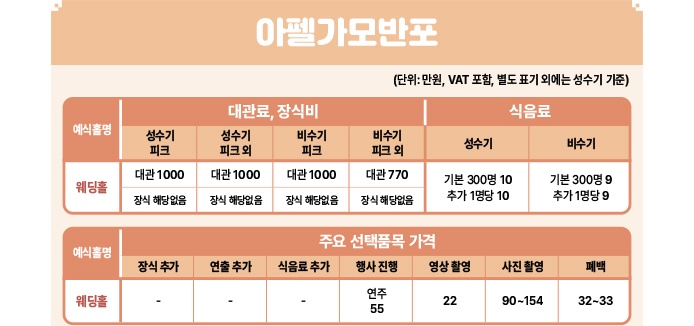 아펠가모반포
(단위: 만원, VAT 포함, 별도 표기 외에는 성수기 기준)
예식홀명 대관료, 장식비 식음료
성수기 피크 성수기 피크 외 비수기 피크 비수기 피크 외 성수기 비수기
웨딩홀 대관 1000 대관 1000 대관 1000 대관 770 기본 300명 10 기본 300명 9
장식 해당없음 장식 해당없음 장식 해당없음 장식 해당없음 추가 1명당 10 추가 1명당 9
예식홀명 주요 선택품목 가격
장식 추가 연출 추가 식음료 추가 행사 진행 영상 촬영 사진 촬영 폐백
웨딩홀 - - - 연주 55 22 90~154 32~33